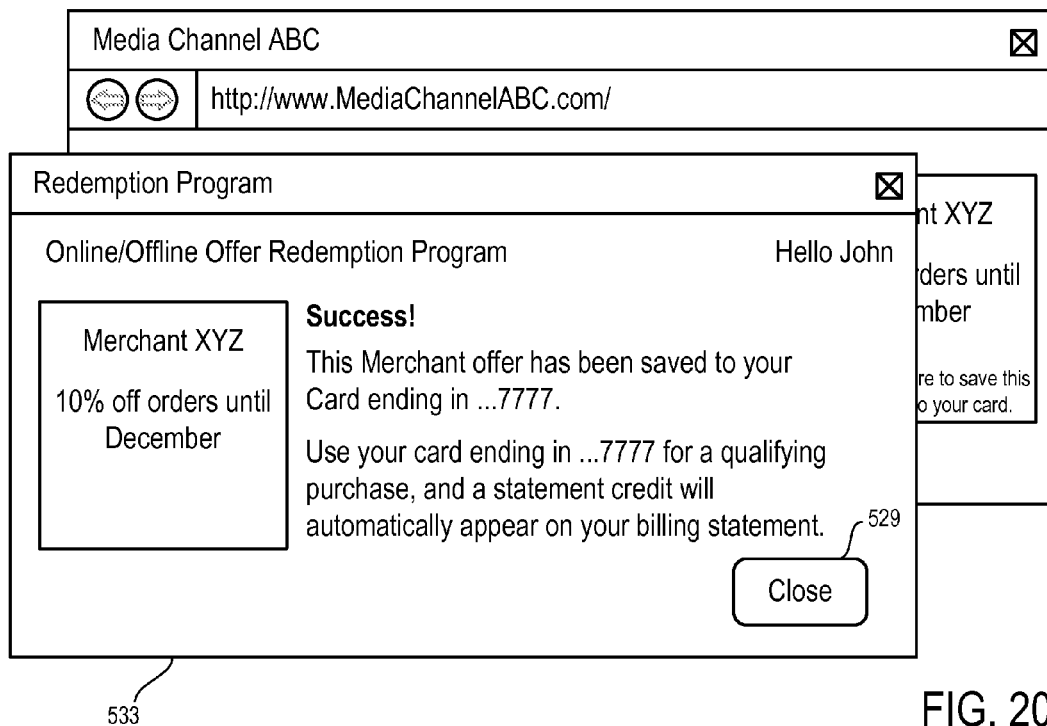 Media Channel ABC
http://www.MediaChannelABC.com/
Redemption Program
Online/Offline Offer Redemption Program
Hello John
Merchant XYZ
10% off orders until
December
Success!
This Merchant offer has been saved to your
Card ending in ...7777.
Use your card ending in ...7777 for a qualifying
purchase, and a statement credit will
automatically appear on your billing statement.
529
Close
nt XYZ
rders until
mber
re to save this
o your card.
533
FIG. 20